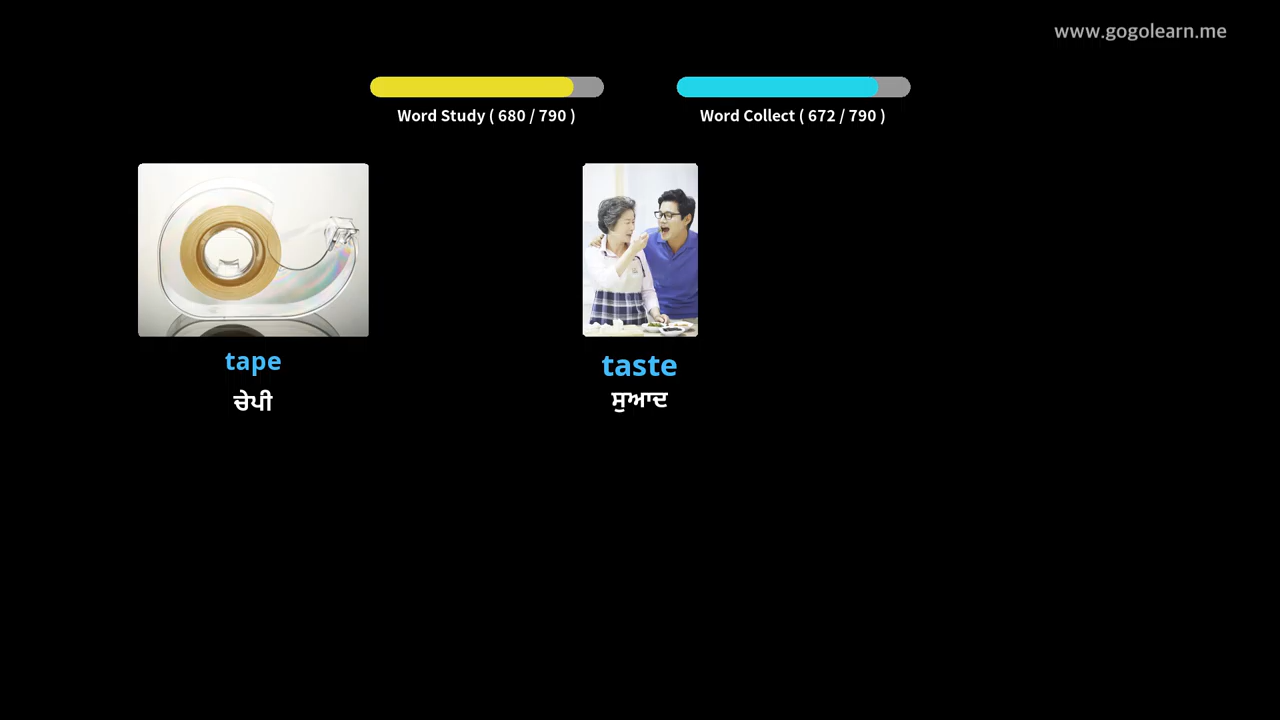 www.gogolearn.me
Word Study ( 680 / 790 )
Word Collect ( 672 / 790 )
tape
ਚੇਪੀ
taste
ਸੁਆਦ